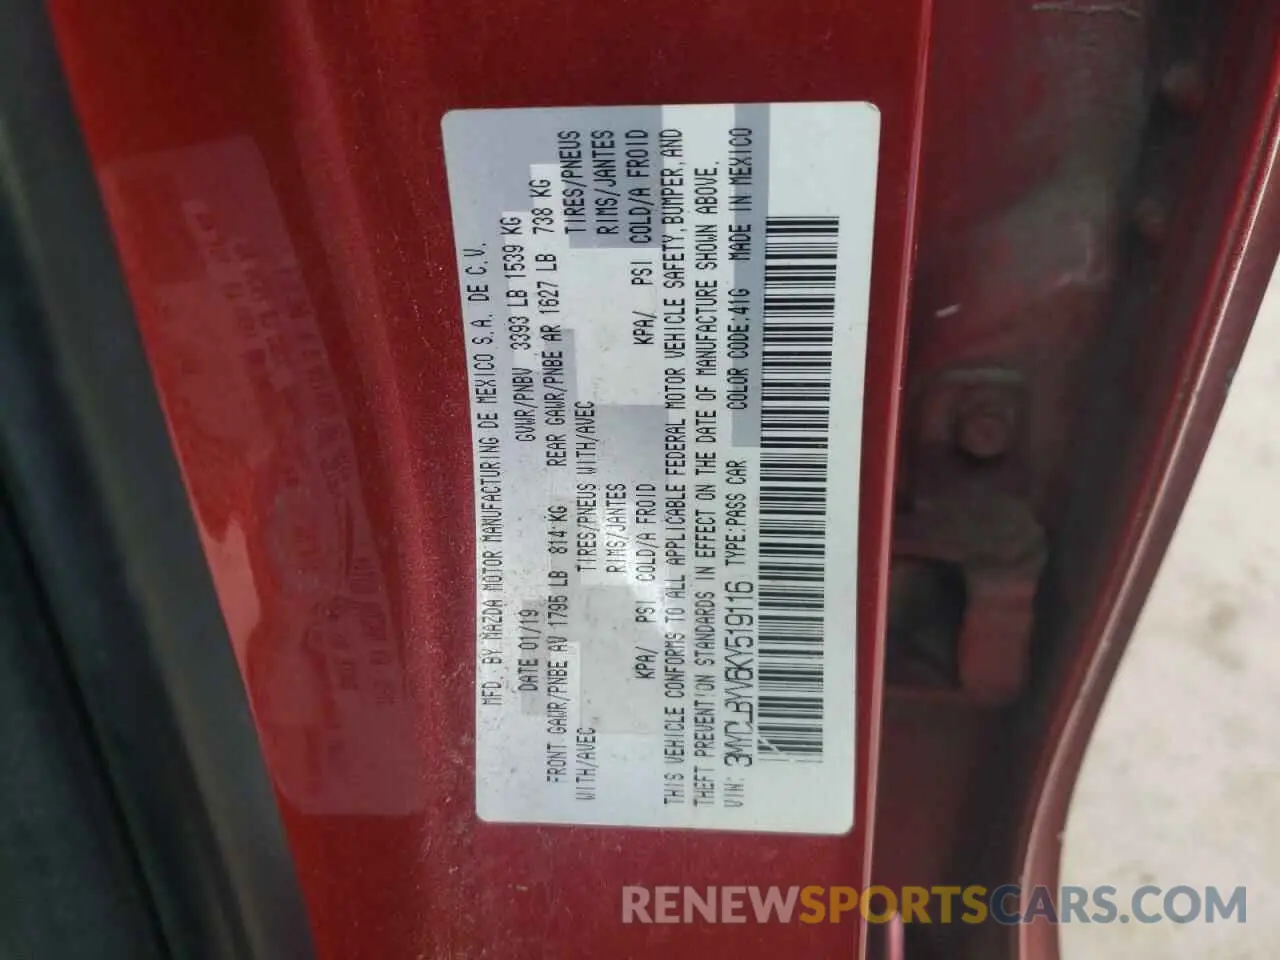 MFD. BY MAZDA MOTOR MANUFACTURING DE MEXICO S.A. DE C.V.
DATE 01/19 GVWR/PNBV 3393 LB 1539 KG
FRONT GAWR/PNBE AV 1795 LB 814 KG REAR GAWR/PNBE AR 1627 LB 738 KG
WITH/AVEC TIRES/PNEUS WITH/AVEC TIRES/PNEUS
RIMS/JANTES RIMS/JANTES
KPA/ PSI COLD/A FROID KPA/ PSI COLD/A FROID
THIS VEHICLE CONFORMS TO ALL APPLICABLE FEDERAL MOTOR VEHICLE SAFETY, BUMPER, AND
THEFT PREVENTION STANDARDS IN EFFECT ON THE DATE OF MANUFACTURE SHOWN ABOVE.
VIN: 3MYDLBYV6KY519116 TYPE:PASS CAR COLOR CODE:41G MADE IN MEXICO
RENEWSPORTSCARS.COM